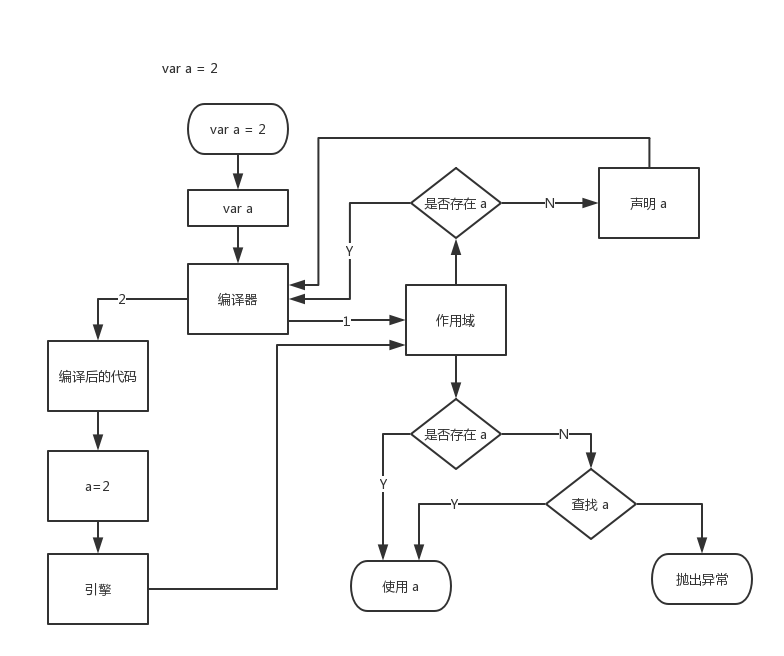 var a = 2
var a = 2
var a
是否存在 a
N
声明 a
Y
编译器
2
1
作用域
编译后的代码
是否存在 a
N
Y
a=2
查找 a
Y
引擎
使用 a
抛出异常